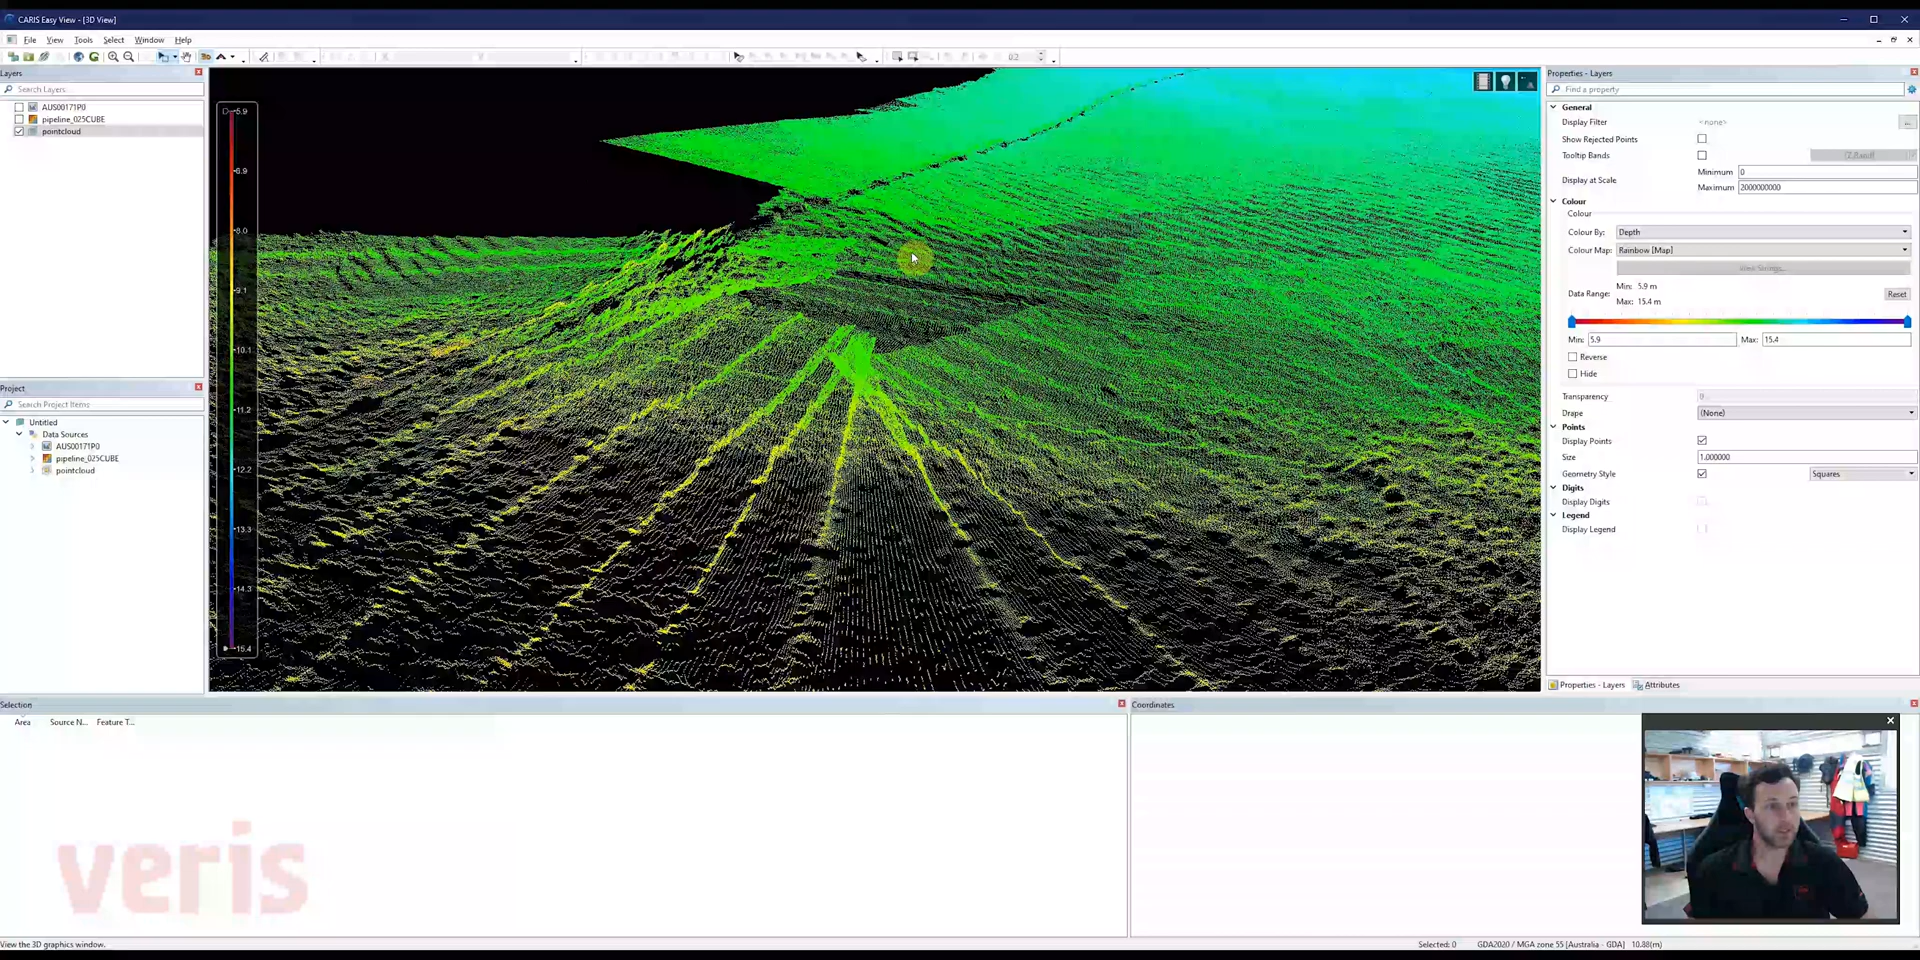 CARIS Easy View - [3D View]
File View Tools Select Window Help
0.2
Layers
Search Layers...
AUS00171P0
pipeline_025CUBE
pointcloud
Project
Search Project Items
Untitled
Data Sources
AUS00171P0
pipeline_025CUBE
pointcloud
5.9
6.9
8.0
9.1
10.1
11.2
12.2
13.3
14.3
15.4
Properties - Layers
Find a property
General
Display Filter <none> ...
Show Rejected Points
Tooltip Bands
Display at Scale
Minimum 0
Maximum 2000000000
Colour
Colour
Colour By: Depth
Colour Map: Rainbow [Map]
Data Range: Min: 5.9 m
Max: 15.4 m
Reset
Min: 5.9 Max: 15.4
Reverse
Hide
Transparency 0
Drape (None)
Points
Display Points
Size 1.000000
Geometry Style Squares
Digits
Display Digits
Legend
Display Legend
Properties - Layers Attributes
Selection
Area Source N... Feature T...
Coordinates
veris
View the 3D graphics window.
Selected: 0 GDA2020 / MGA zone 55 [Australia - GDA] 10.88(m)